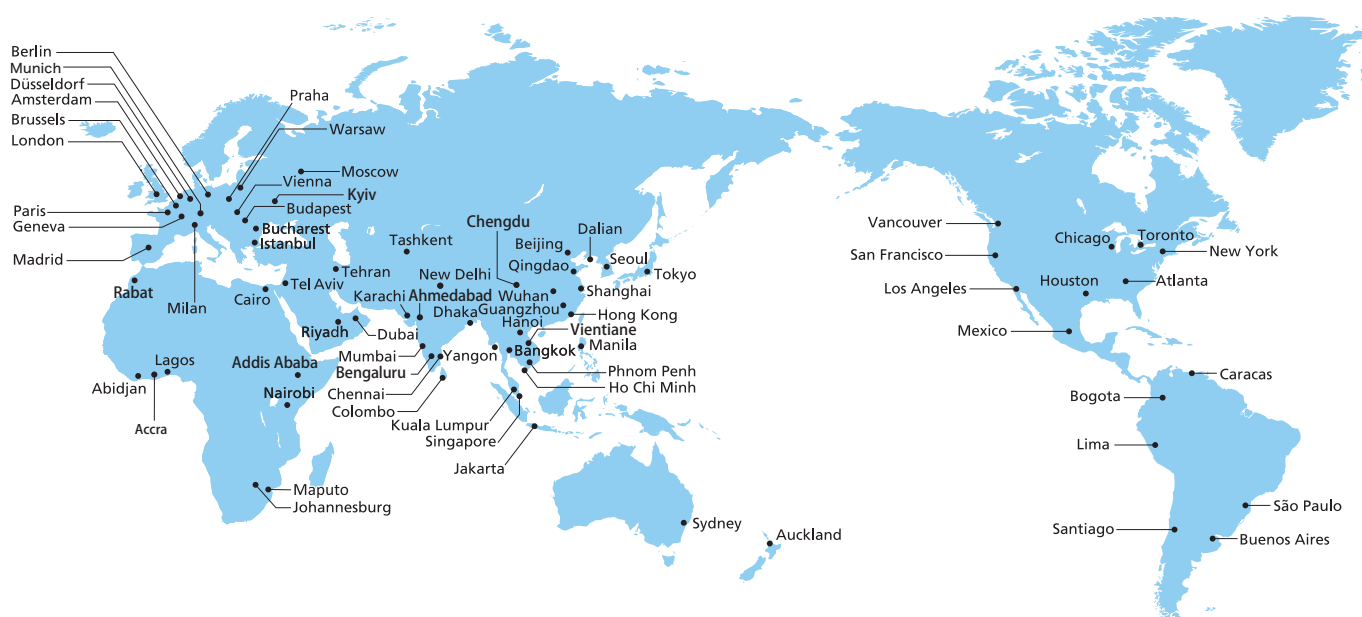 Berlin
Munich
Düsseldorf
Amsterdam
Brussels
London
Praha
Warsaw
Moscow
Vienna
Kyiv
Budapest
Paris
Geneva
Bucharest
Istanbul
Madrid
Milan
Rabat
Cairo
Tel Aviv
Tehran
Tashkent
New Delhi
Karachi
Ahmedabad
Dhaka
Riyadh
Dubai
Mumbai
Bengaluru
Yangon
Chennai
Colombo
Addis Ababa
Nairobi
Lagos
Abidjan
Accra
Maputo
Johannesburg
Chengdu
Beijing
Dalian
Qingdao
Seoul
Tokyo
Wuhan
Shanghai
Guangzhou
Hong Kong
Hanoi
Vientiane
Bangkok
Manila
Phnom Penh
Ho Chi Minh
Kuala Lumpur
Singapore
Jakarta
Sydney
Auckland
Vancouver
San Francisco
Los Angeles
Chicago
Toronto
New York
Houston
Atlanta
Mexico
Caracas
Bogota
Lima
São Paulo
Santiago
Buenos Aires